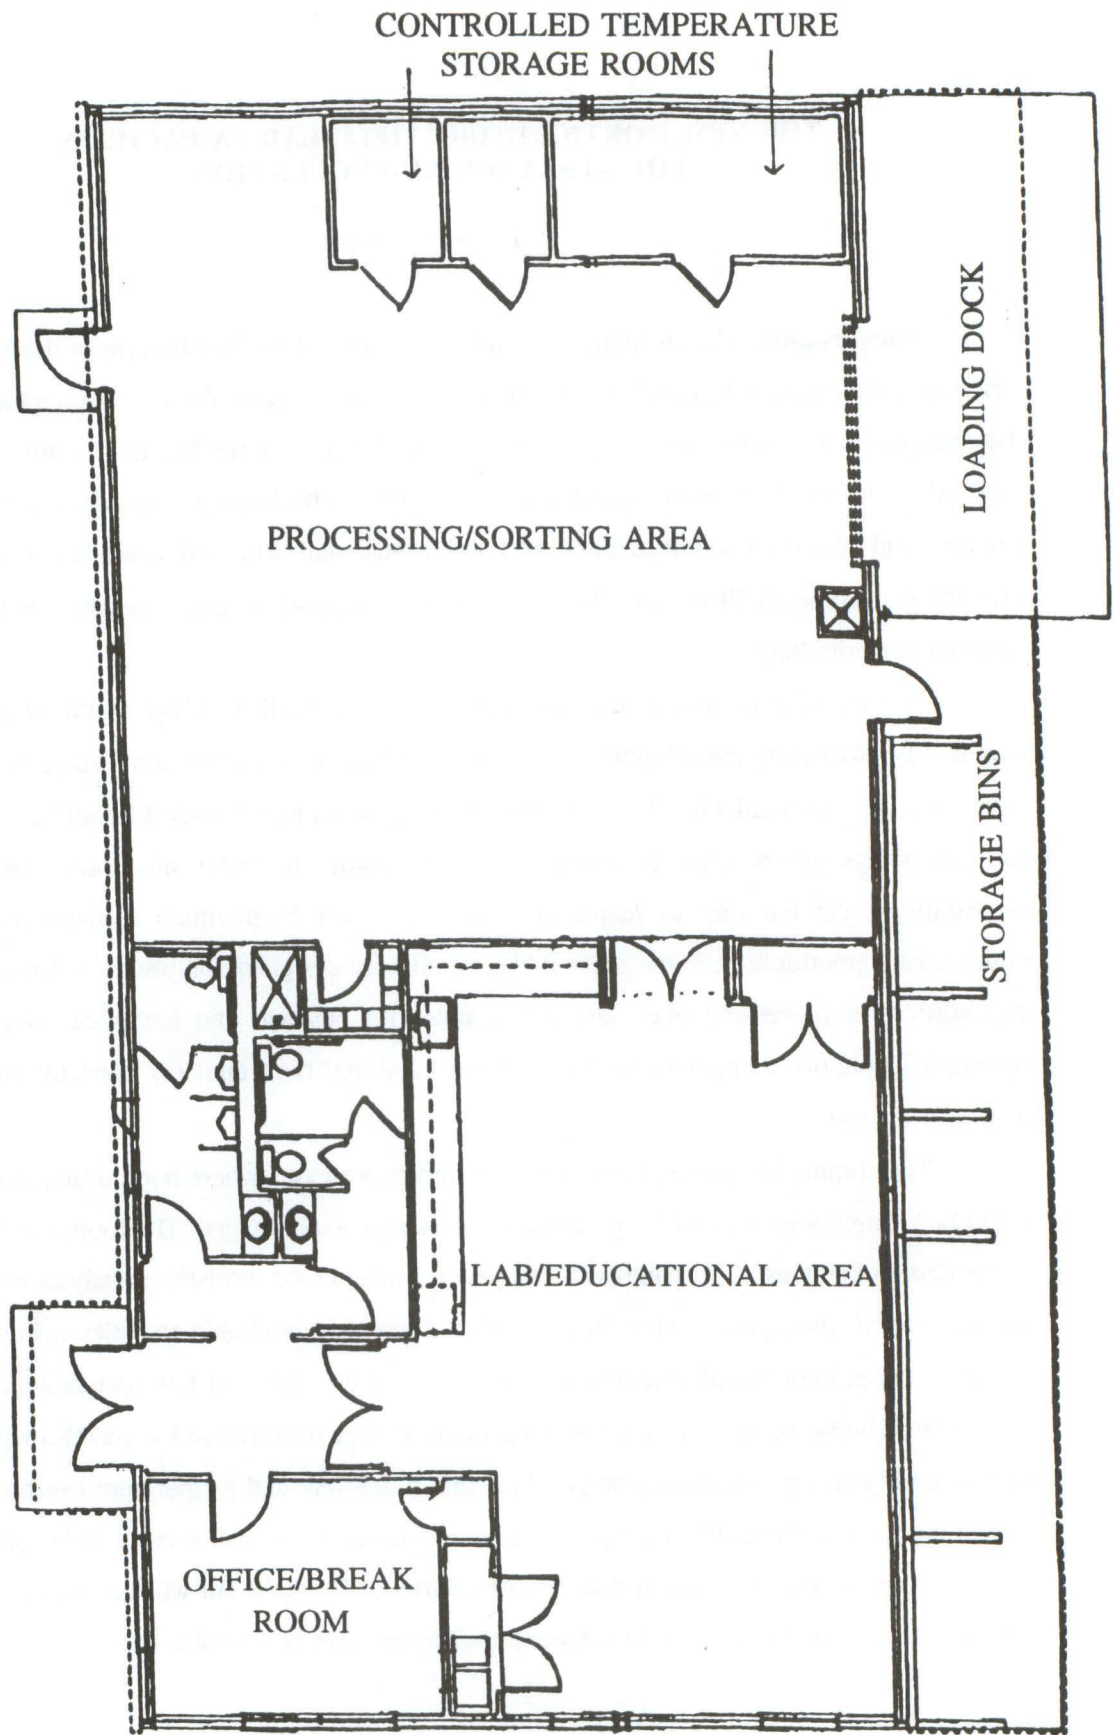 CONTROLLED TEMPERATURE
STORAGE ROOMS
LOADING DOCK
PROCESSING/SORTING AREA
STORAGE BINS
LAB/EDUCATIONAL AREA
OFFICE/BREAK
ROOM